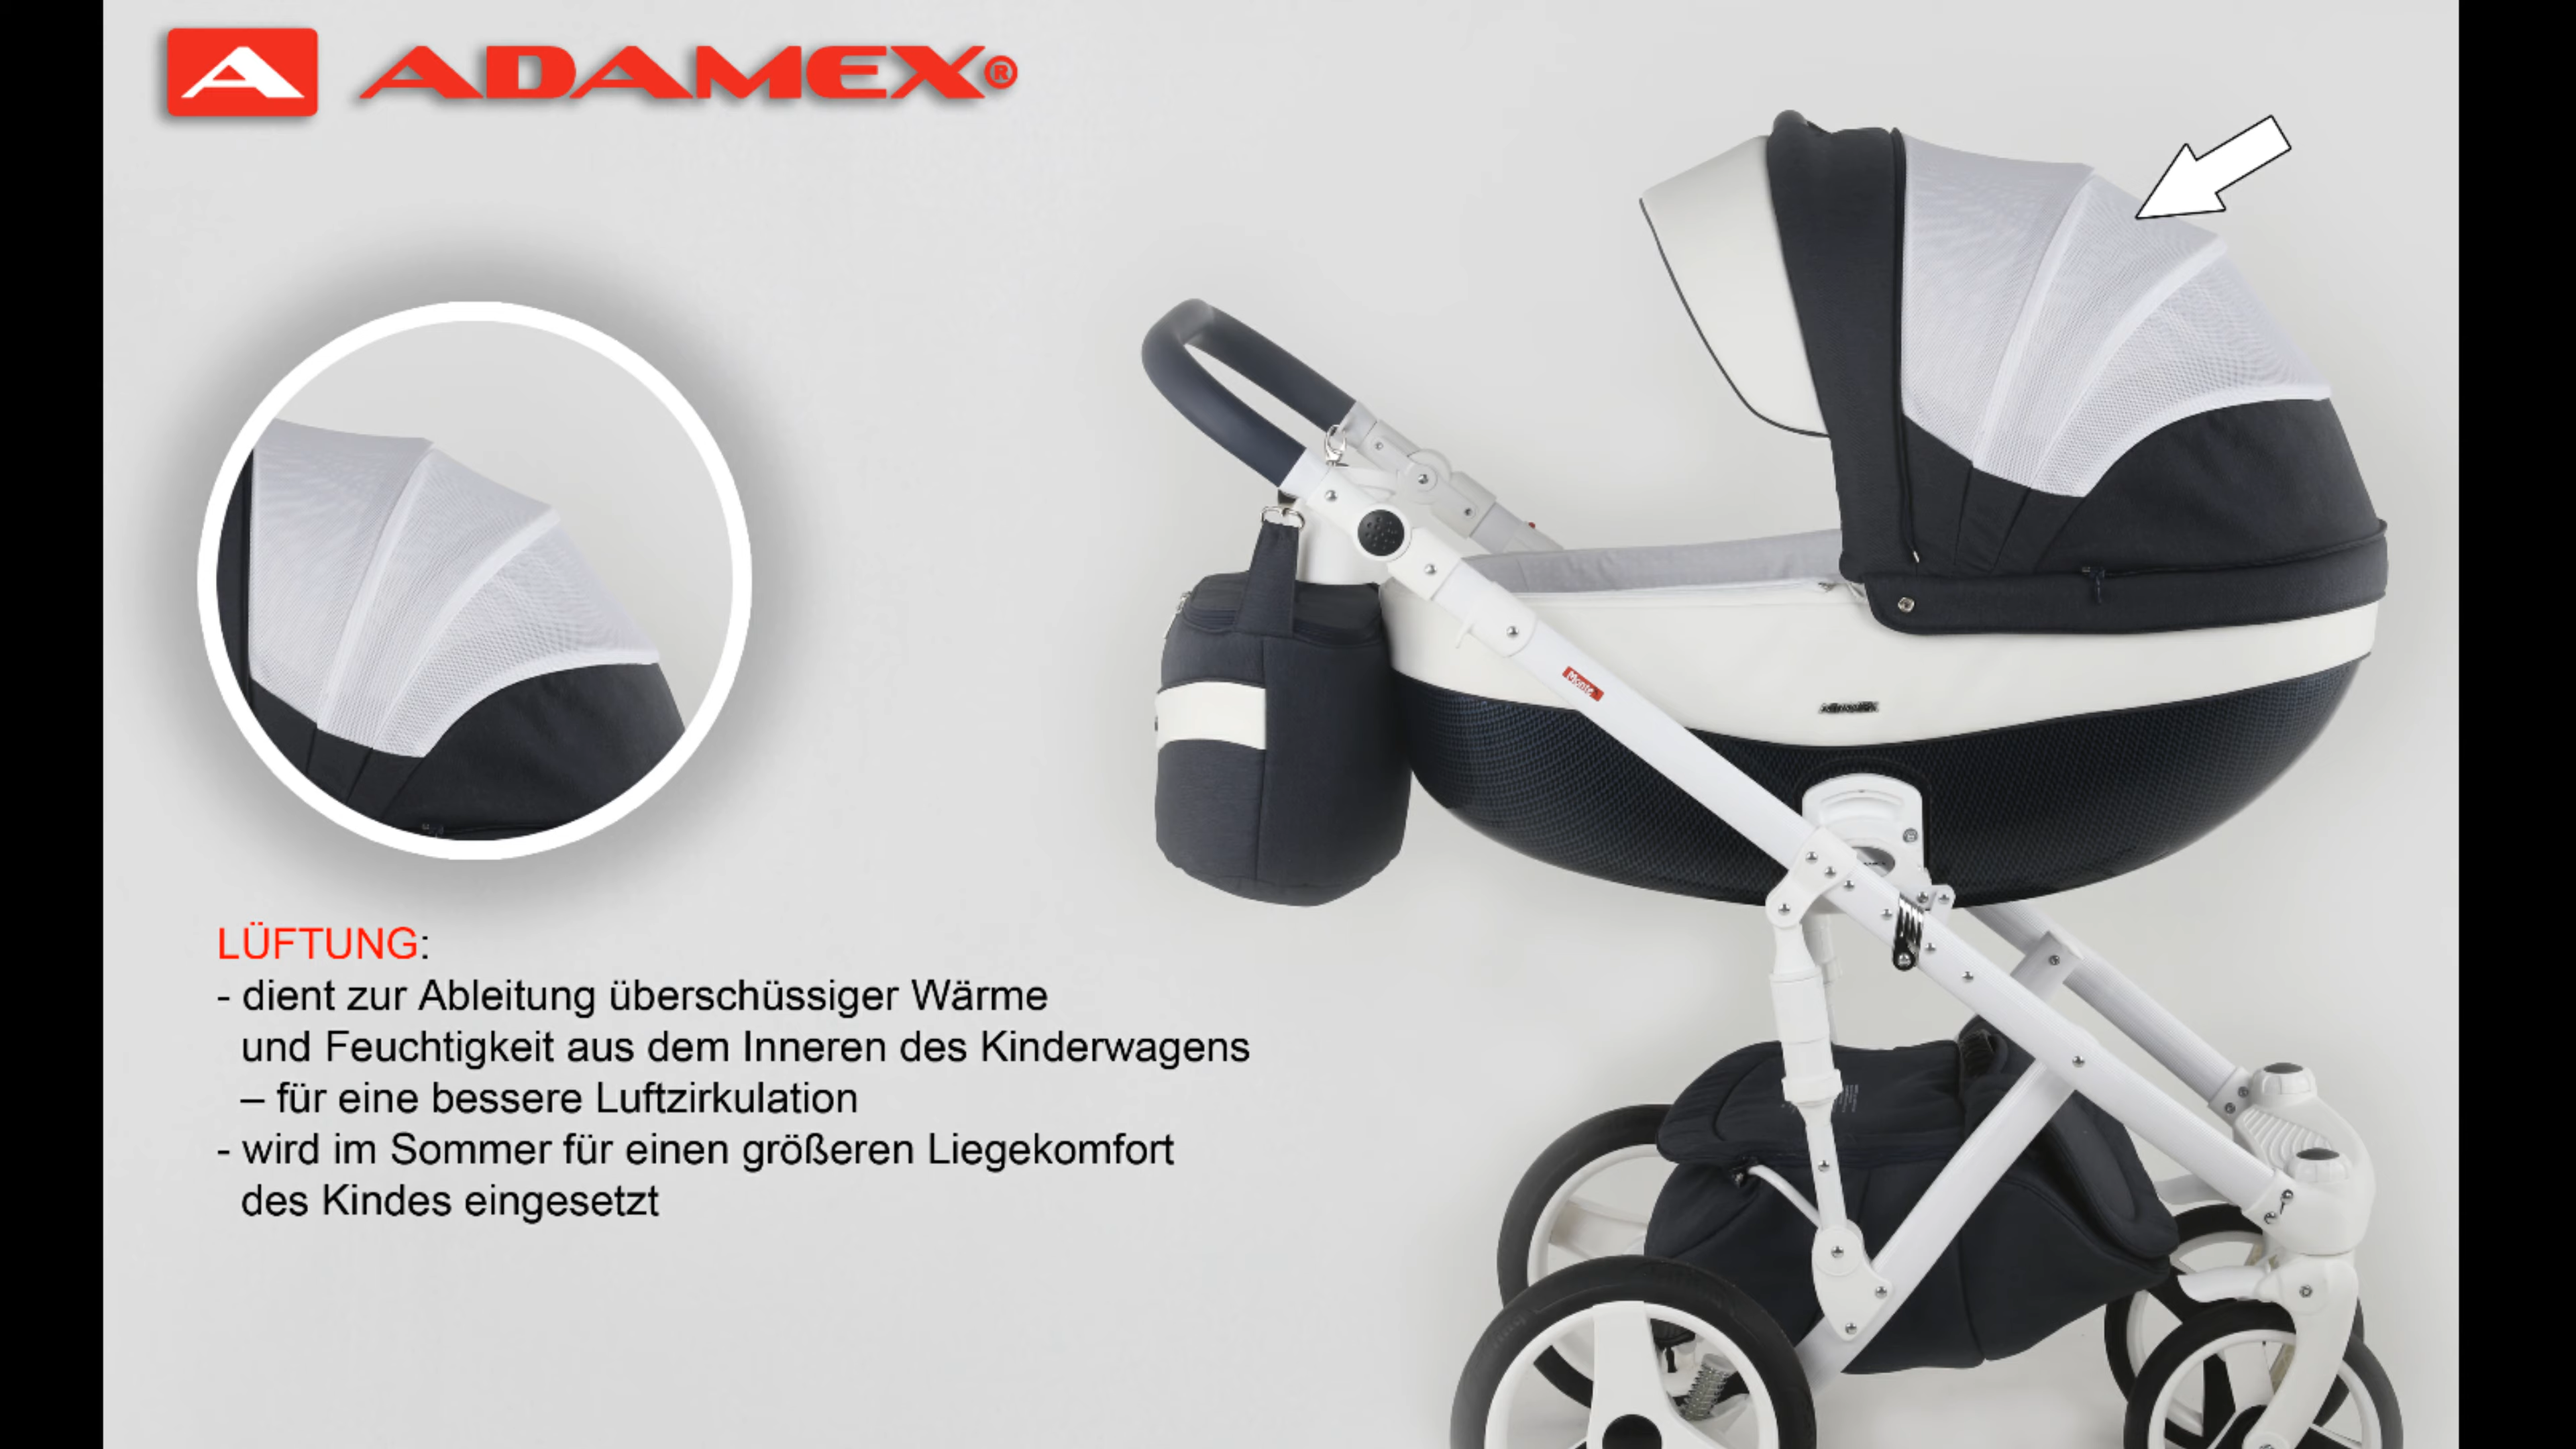 A ADAMEX®
LÜFTUNG:
- dient zur Ableitung überschüssiger Wärme
und Feuchtigkeit aus dem Inneren des Kinderwagens
– für eine bessere Luftzirkulation
- wird im Sommer für einen größeren Liegekomfort
des Kindes eingesetzt
Monte